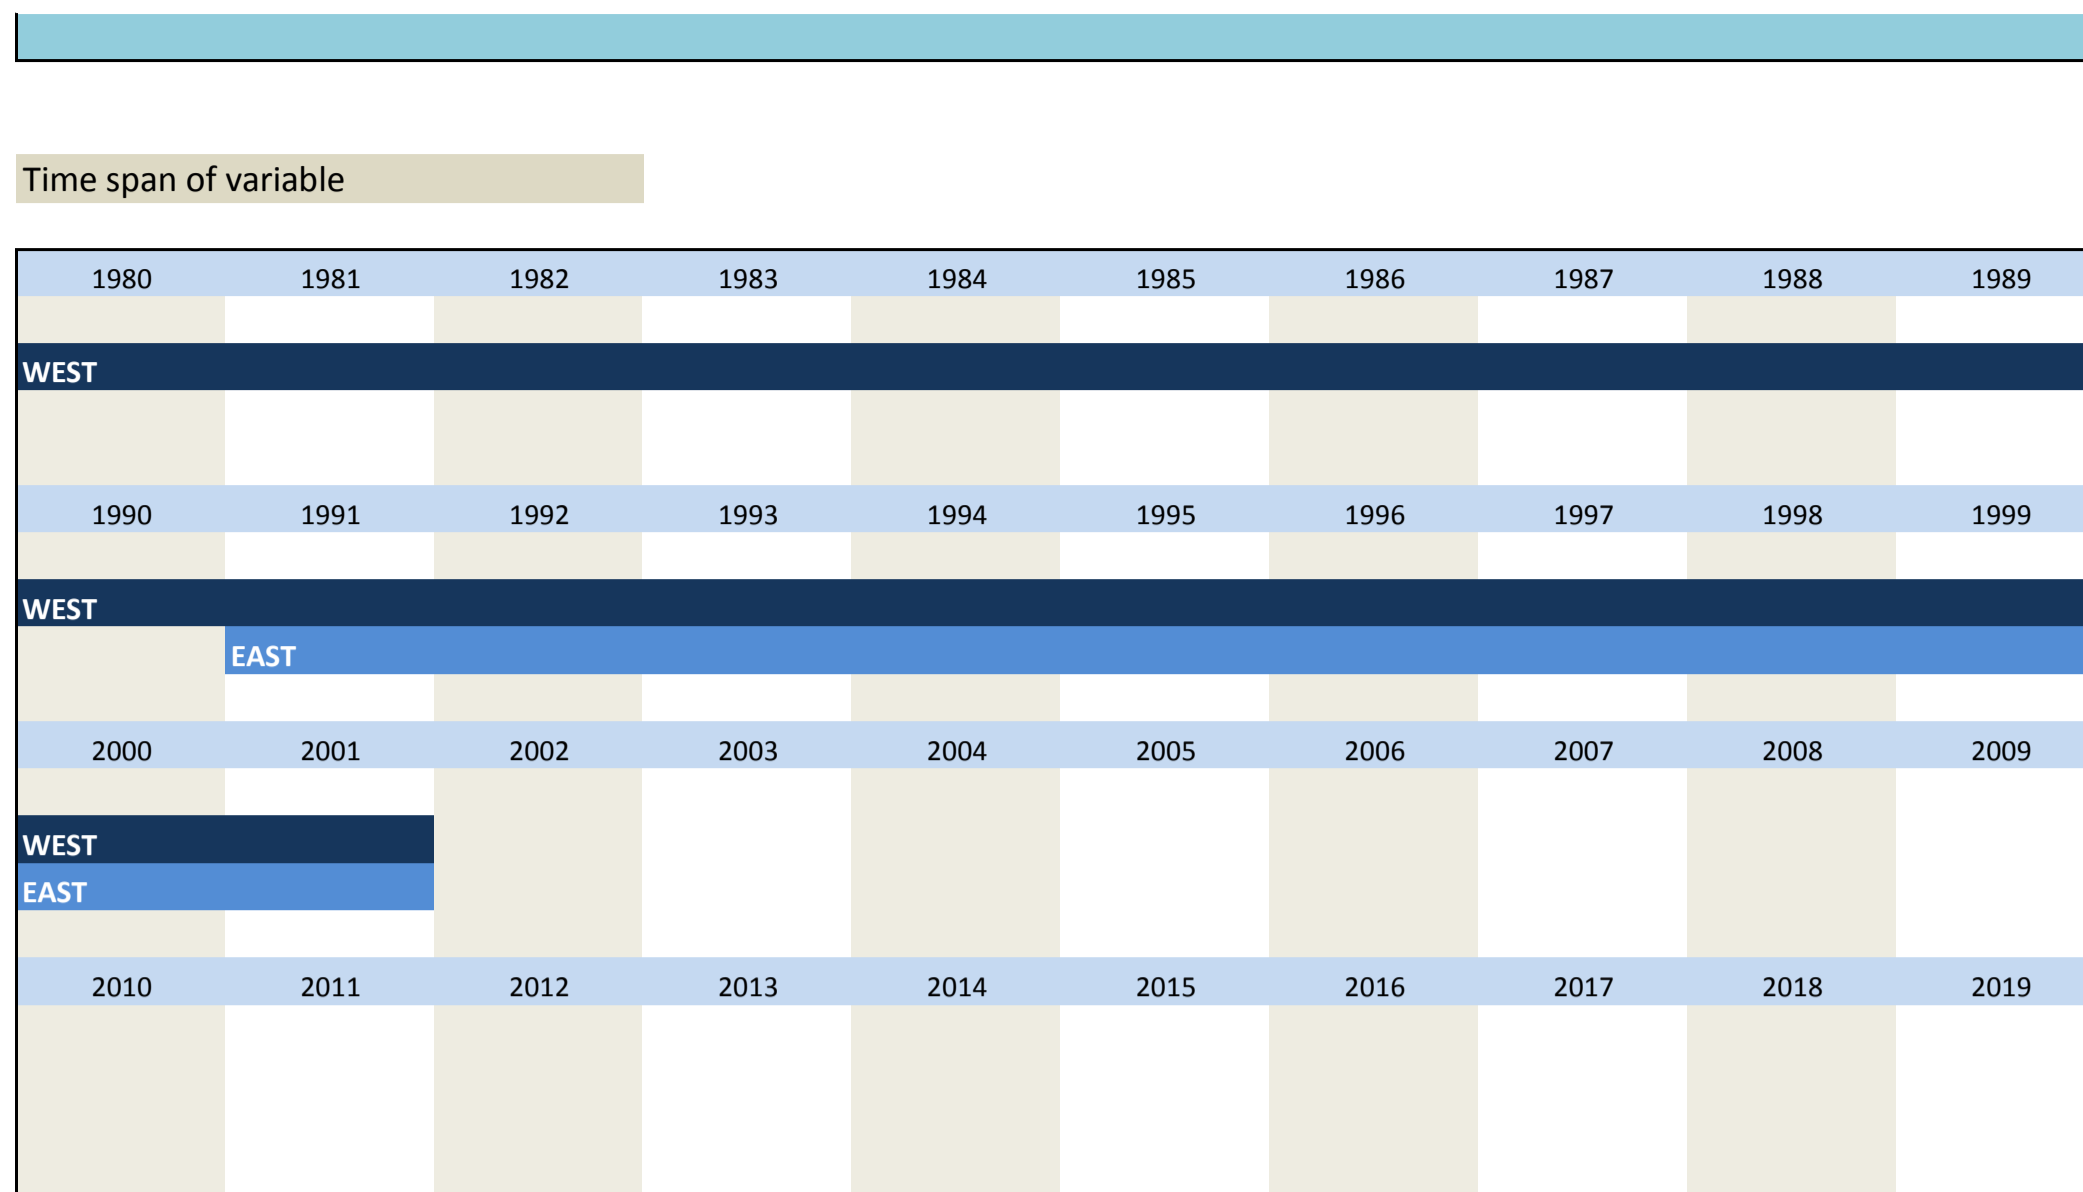 Time span of variable
1980 1981 1982 1983 1984 1985 1986 1987 1988 1989
WEST
1990 1991 1992 1993 1994 1995 1996 1997 1998 1999
WEST
EAST
2000 2001 2002 2003 2004 2005 2006 2007 2008 2009
WEST
EAST
2010 2011 2012 2013 2014 2015 2016 2017 2018 2019